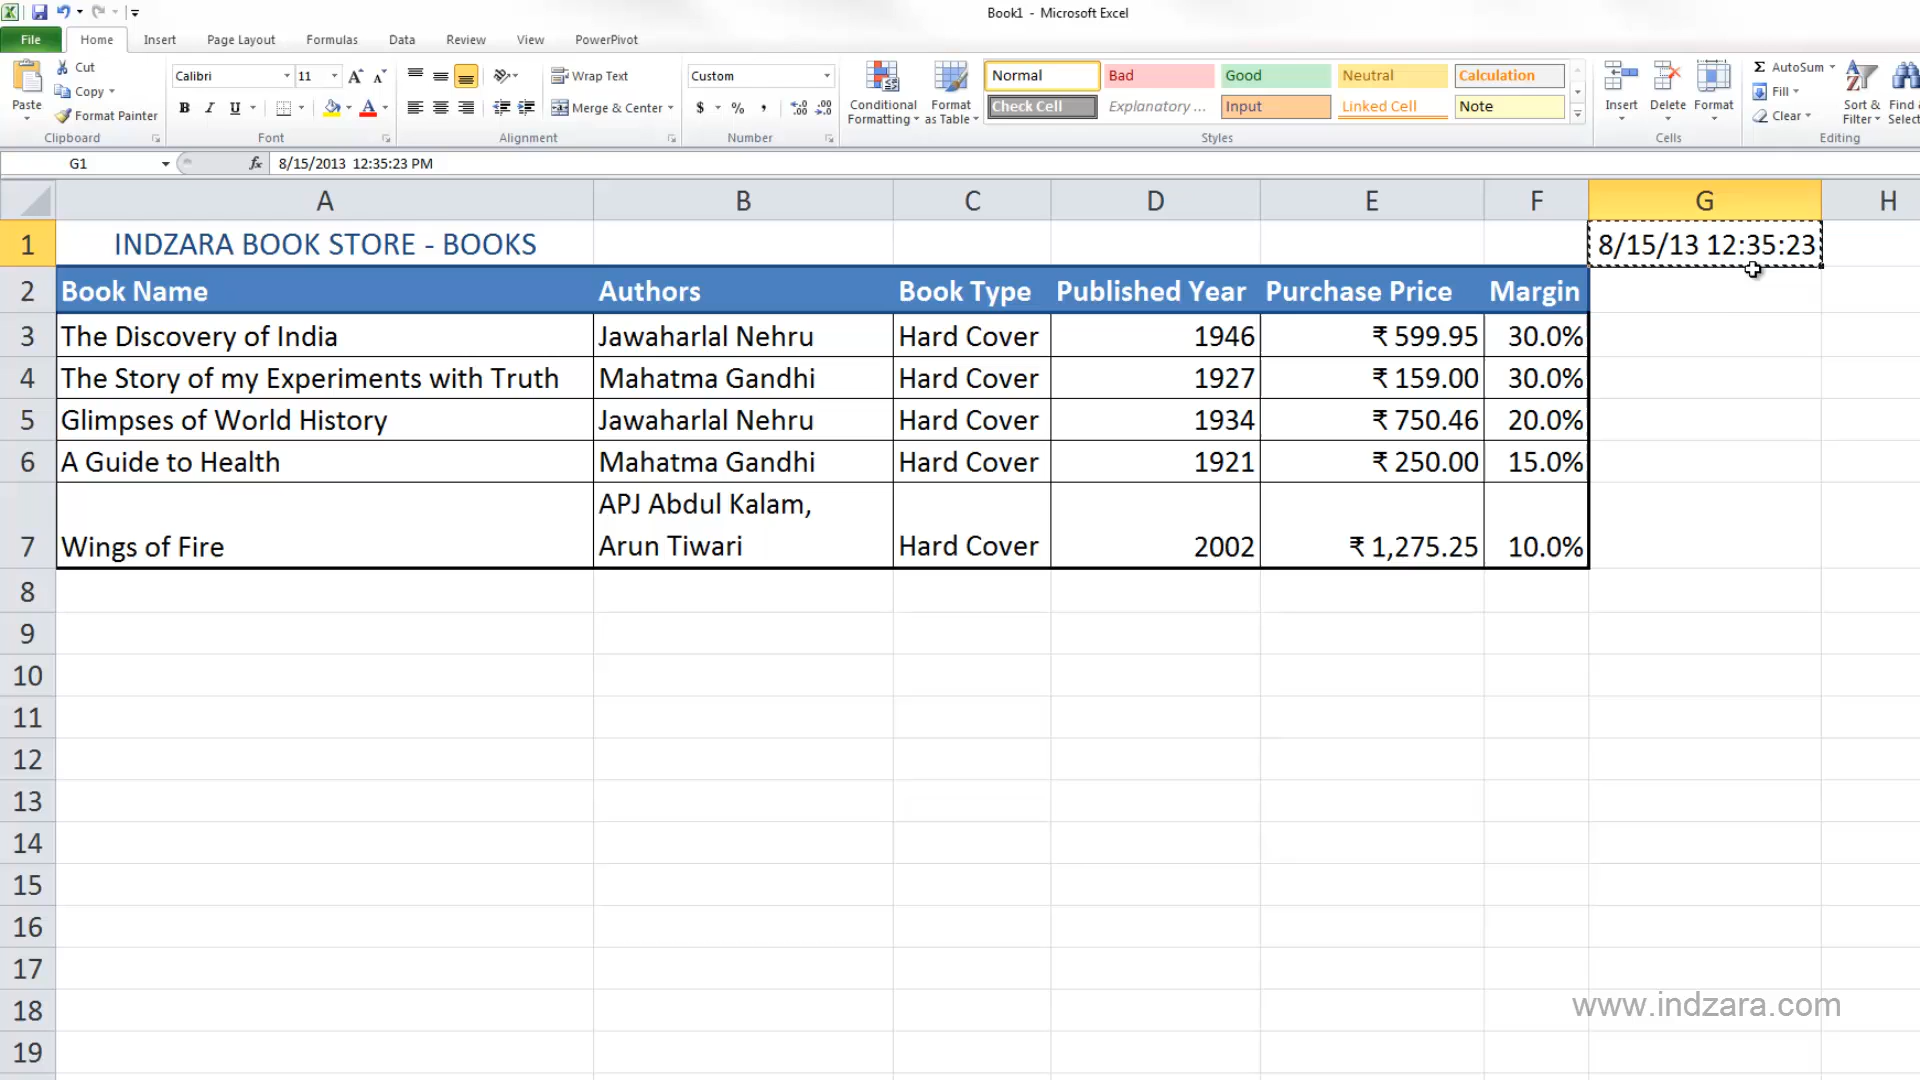 Book1 - Microsoft Excel
File Home Insert Page Layout Formulas Data Review View PowerPivot
Paste
Cut
Copy
Format Painter
Clipboard
Calibri 11
B I U
Font
Wrap Text
Merge & Center
Alignment
Custom
$ % ,
Number
Conditional Formatting
Format as Table
Normal Bad Good Neutral Calculation
Check Cell Explanatory ... Input Linked Cell Note
Styles
Insert Delete Format
Cells
Σ AutoSum
Fill
Clear
Sort & Filter
Find
Select
Editing
G1 fx 8/15/2013 12:35:23 PM
A B C D E F G H
1 INDZARA BOOK STORE - BOOKS 8/15/13 12:35:23
2 Book Name Authors Book Type Published Year Purchase Price Margin
3 The Discovery of India Jawaharlal Nehru Hard Cover 1946 ₹ 599.95 30.0%
4 The Story of my Experiments with Truth Mahatma Gandhi Hard Cover 1927 ₹ 159.00 30.0%
5 Glimpses of World History Jawaharlal Nehru Hard Cover 1934 ₹ 750.46 20.0%
6 A Guide to Health Mahatma Gandhi Hard Cover 1921 ₹ 250.00 15.0%
APJ Abdul Kalam,
7 Wings of Fire Arun Tiwari Hard Cover 2002 ₹ 1,275.25 10.0%
8
9
10
11
12
13
14
15
16
17
18
www.indzara.com
19